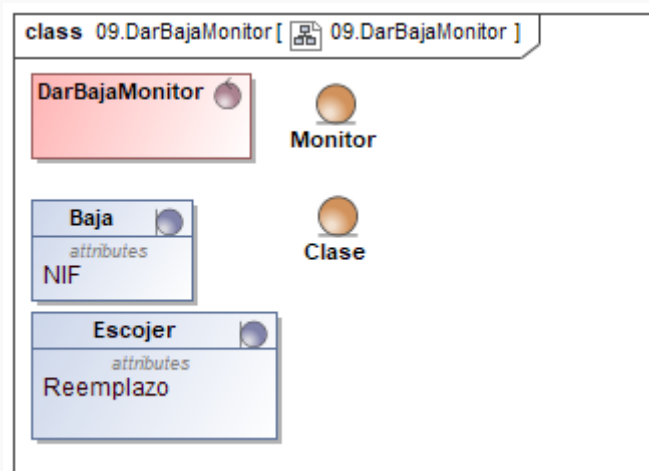 class 09.DarBajaMonitor [ 09.DarBajaMonitor ]
DarBajaMonitor
Monitor
Baja
attributes
NIF
Clase
Escojer
attributes
Reemplazo